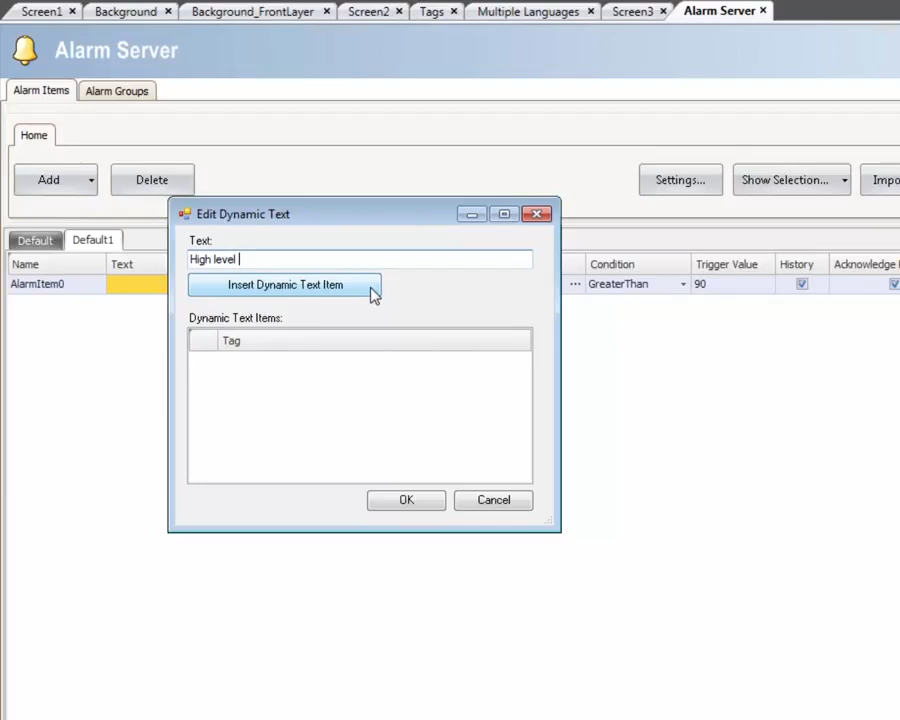 Screen1 Background Background_FrontLayer Screen2 Tags Multiple Languages Screen3 Alarm Server
Alarm Server
Alarm Items Alarm Groups
Home
Add Delete Settings... Show Selection... Impo
Edit Dynamic Text
Text:
High level
Insert Dynamic Text Item
Dynamic Text Items:
Tag
OK Cancel
Default Default1
Name Text Condition Trigger Value History Acknowledge
AlarmItem0 ... GreaterThan 90